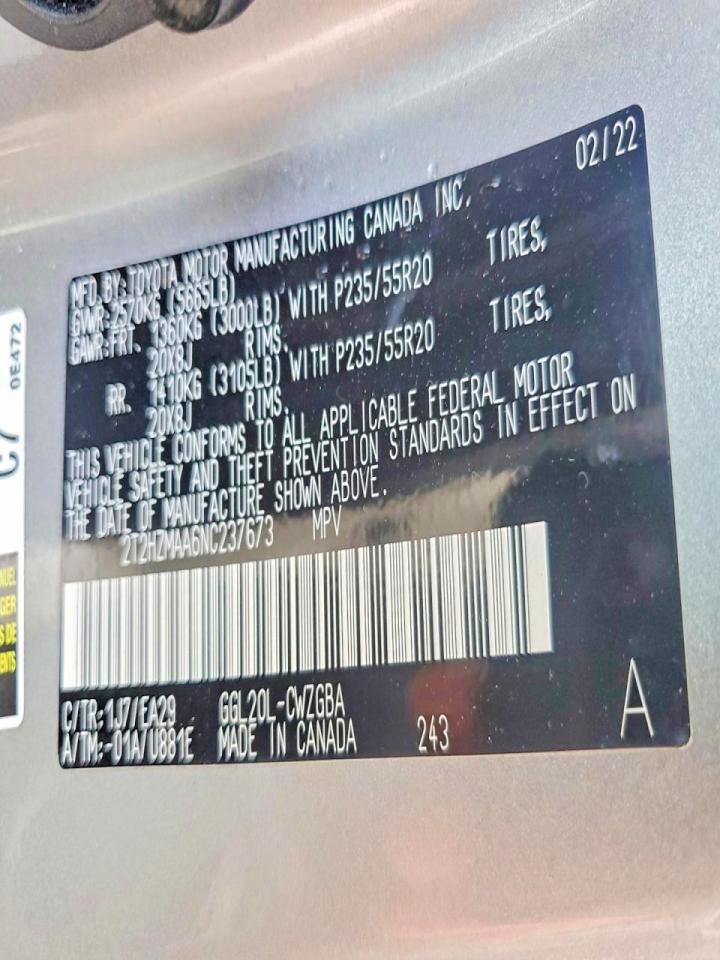 02/22
MFD. BY: TOYOTA MOTOR MANUFACTURING CANADA INC.
GVWR: 2570KG (5665LB)
GAWR: FRT. 1360KG (3000LB) WITH P235/55R20 TIRES,
20X8J RIMS.
RR. 1410KG (3105LB) WITH P235/55R20 TIRES,
20X8J RIMS.
THIS VEHICLE CONFORMS TO ALL APPLICABLE FEDERAL MOTOR
VEHICLE SAFETY AND THEFT PREVENTION STANDARDS IN EFFECT ON
THE DATE OF MANUFACTURE SHOWN ABOVE.
2T2HZMAA6NC237673 MPV
C/TR: 1J7/EA29 GGL20L-CWZGBA
A/TM: -01A/U881E MADE IN CANADA 243
A
0E472
C7